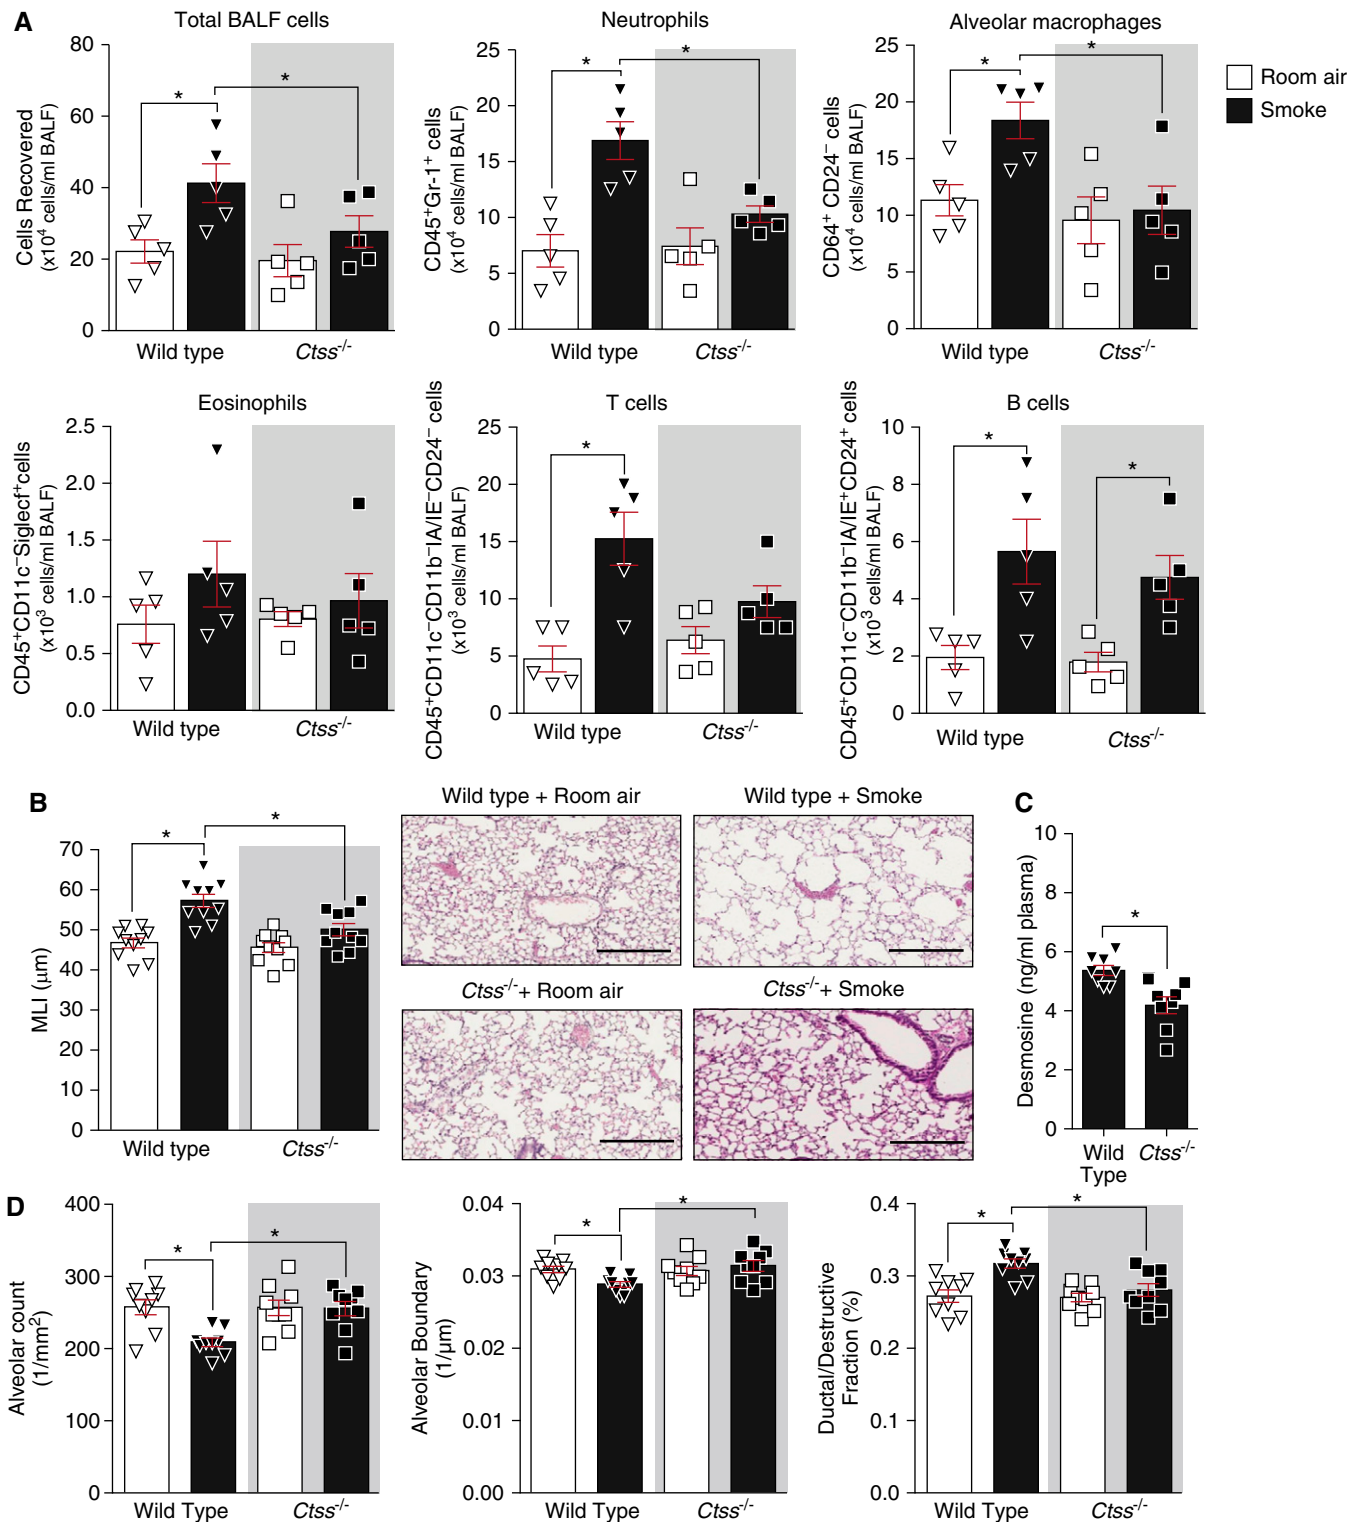 A
Total BALF cells
Cells Recovered
(x10⁴ cells/ml BALF)
80
60
40
20
0
*
*
Wild type
Ctss⁻/⁻
Neutrophils
CD45⁺Gr-1⁺ cells
(x10⁴ cells/ml BALF)
25
20
15
10
5
0
*
*
Wild type
Ctss⁻/⁻
Alveolar macrophages
CD64⁺ CD24⁻ cells
(x10⁴ cells/ml BALF)
25
20
15
10
5
0
*
*
Wild type
Ctss⁻/⁻
Room air
Smoke
Eosinophils
CD45⁺CD11c⁻Siglecf⁺cells
(x10³ cells/ml BALF)
2.5
2.0
1.5
1.0
0.5
0.0
Wild type
Ctss⁻/⁻
T cells
CD45⁺CD11c⁻CD11b⁻IA/IE⁻CD24⁻ cells
(x10³ cells/ml BALF)
25
20
15
10
5
0
*
Wild type
Ctss⁻/⁻
B cells
CD45⁺CD11c⁻CD11b⁻IA/IE⁺CD24⁺ cells
(x10³ cells/ml BALF)
10
8
6
4
2
0
*
*
Wild type
Ctss⁻/⁻
B
MLI (μm)
70
60
50
40
30
20
10
0
*
*
Wild type
Ctss⁻/⁻
Wild type + Room air
Wild type + Smoke
Ctss⁻/⁻+ Room air
Ctss⁻/⁻+ Smoke
C
Desmosine (ng/ml plasma)
10
8
6
4
2
0
*
Wild
Type
Ctss⁻/⁻
D
Alveolar count
(1/mm²)
400
300
200
100
0
*
*
Wild Type
Ctss⁻/⁻
Alveolar Boundary
(1/μm)
0.04
0.03
0.02
0.01
0.00
*
*
Wild Type
Ctss⁻/⁻
Ductal/Destructive
Fraction (%)
0.4
0.3
0.2
0.1
0.0
*
*
Wild Type
Ctss⁻/⁻